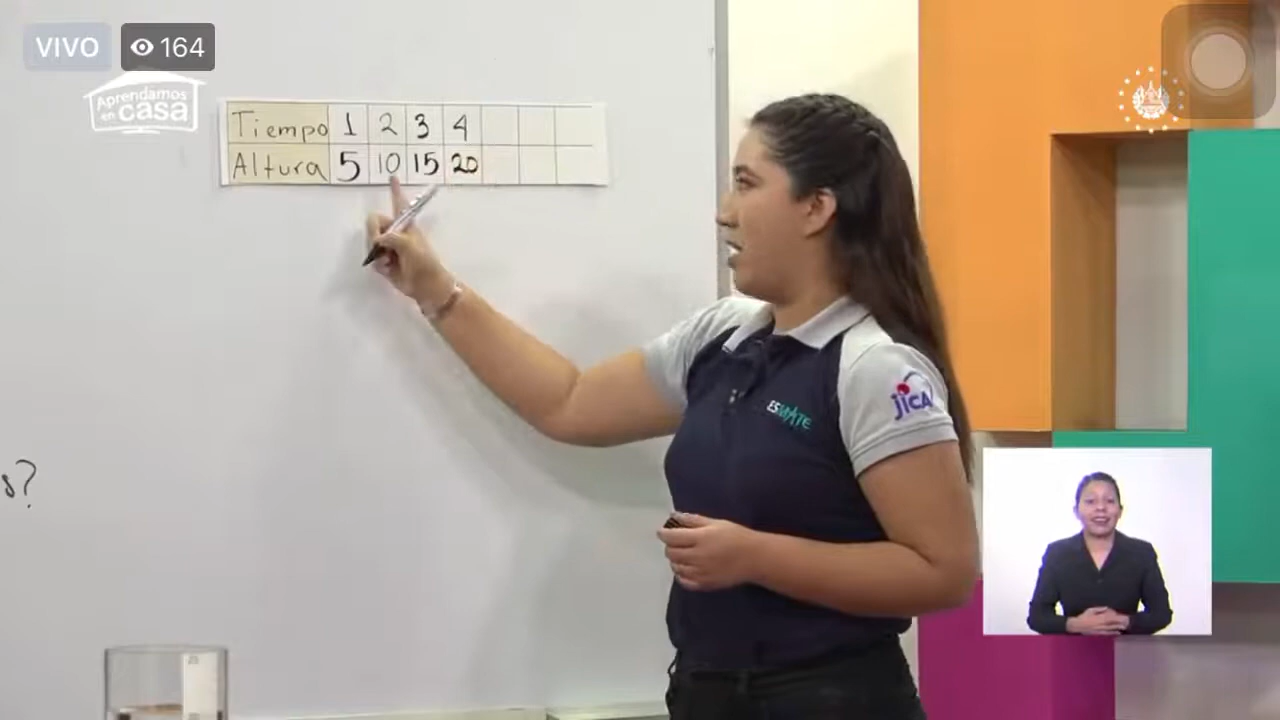 VIVO 164
Aprendamos
en casa
Tiempo 1 2 3 4
Altura 5 10 15 20
ESMATE
jica
s?